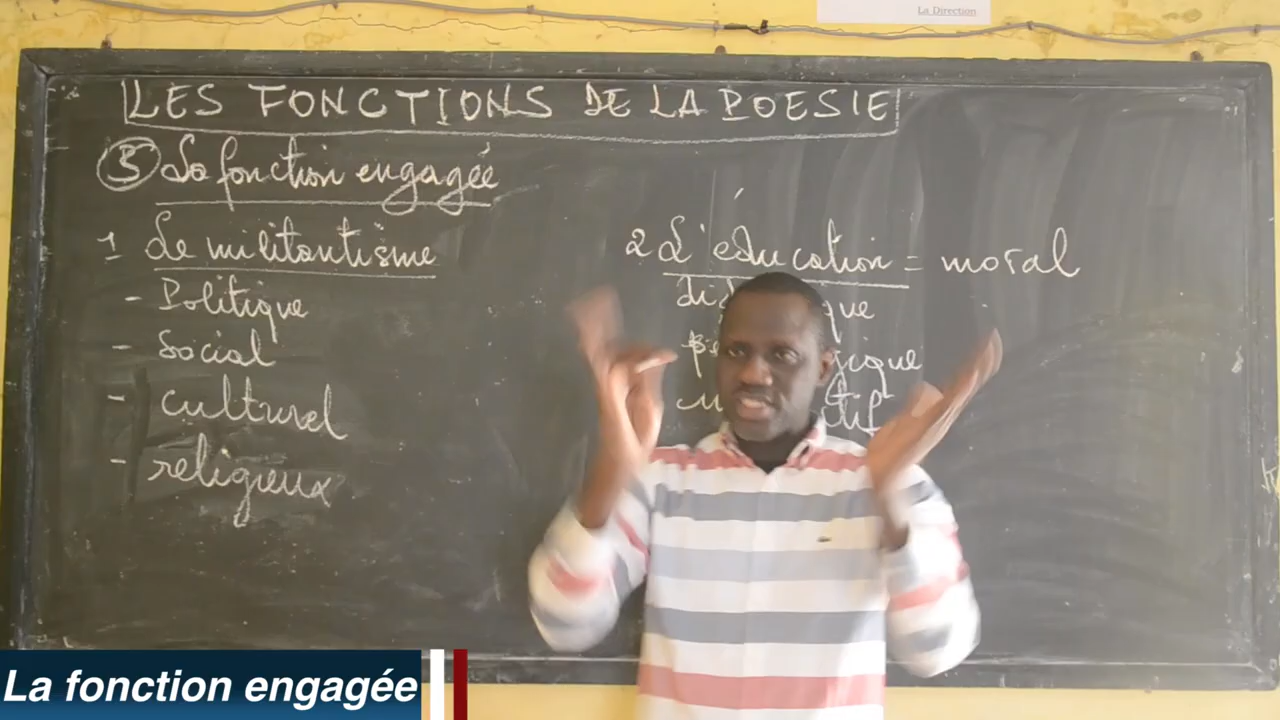 La Direction
LES FONCTIONS DE LA POESIE
3 La fonction engagée
1 Le militantisme
- Politique
- Social
- culturel
- religieux
2 L'éducation = moral
La fonction engagée